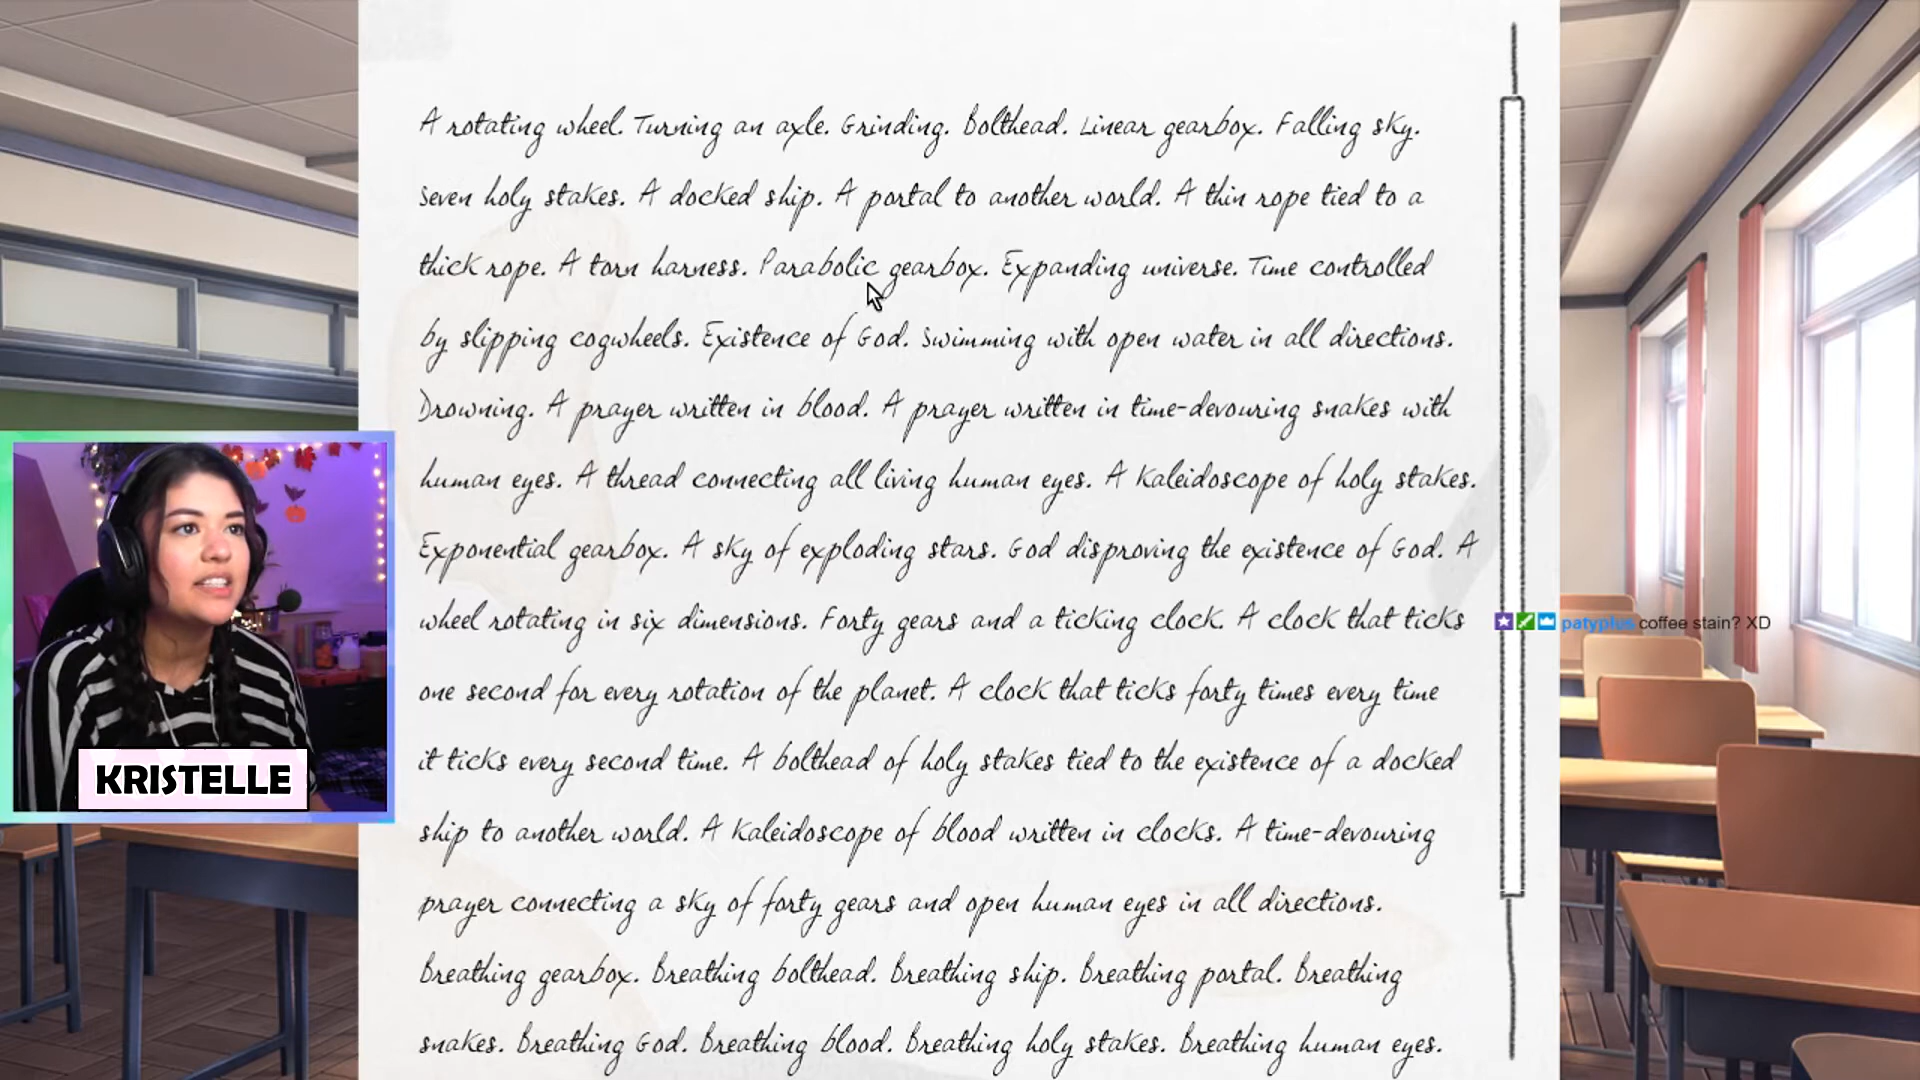 A rotating wheel. Turning an axle. Grinding. Bolthead. Linear gearbox. Falling sky.
Seven holy stakes. A docked ship. A portal to another world. A thin rope tied to a
thick rope. A torn harness. Parabolic gearbox. Expanding universe. Time controlled
by slipping cogwheels. Existence of God. Swimming with open water in all directions.
Drowning. A prayer written in blood. A prayer written in time-devouring snakes with
human eyes. A thread connecting all living human eyes. A kaleidoscope of holy stakes.
Exponential gearbox. A sky of exploding stars. God disproving the existence of God. A
wheel rotating in six dimensions. Forty gears and a ticking clock. A clock that ticks
one second for every rotation of the planet. A clock that ticks forty times every time
it ticks every second time. A bolthead of holy stakes tied to the existence of a docked
ship to another world. A kaleidoscope of blood written in clocks. A time-devouring
prayer connecting a sky of forty gears and open human eyes in all directions.
Breathing gearbox. Breathing bolthead. Breathing ship. Breathing portal. Breathing
snakes. Breathing God. Breathing blood. Breathing holy stakes. Breathing human eyes.
patyplus coffee stain? XD
KRISTELLE